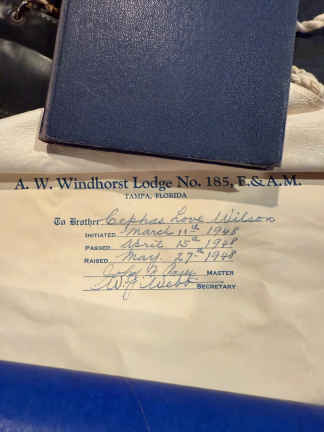 A. W. Windhorst Lodge No. 185, F. & A. M.
TAMPA, FLORIDA
To Brother Cephas Love Wilson
INITIATED March 11th 1948
PASSED April 15th 1948
RAISED May 27th 1948
MASTER
W. F. Webb SECRETARY